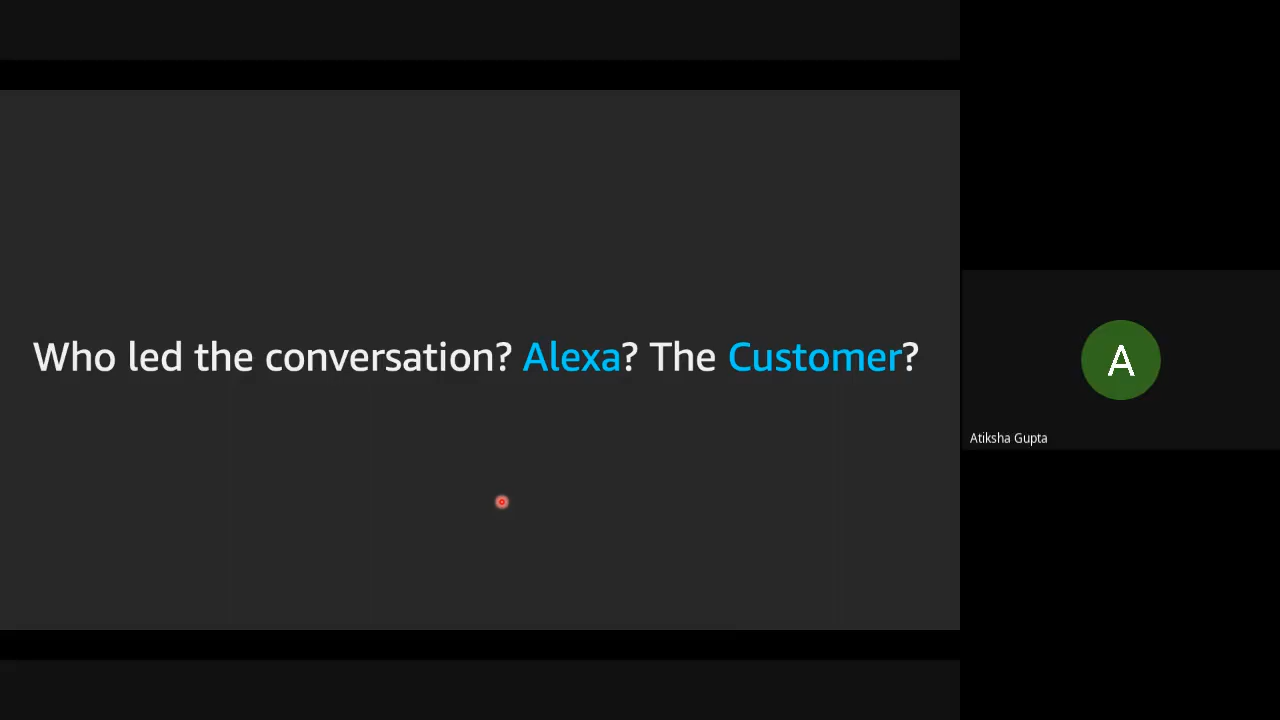 Who led the conversation? Alexa? The Customer?
A
Atiksha Gupta